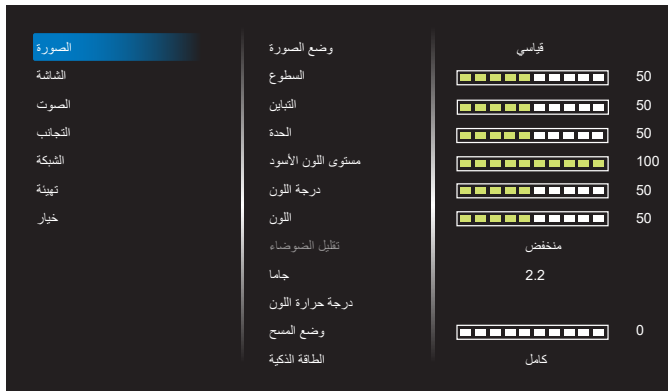 الصورة
الشاشة
الصوت
التجانب
الشبكة
تهيئة
خيار
وضع الصورة قياسي
السطوع 50
التباين 50
الحدة 50
مستوى اللون الأسود 100
درجة اللون 50
اللون 50
تقليل الضوضاء منخفض
جاما 2.2
درجة حرارة اللون
وضع المسح 0
الطاقة الذكية كامل